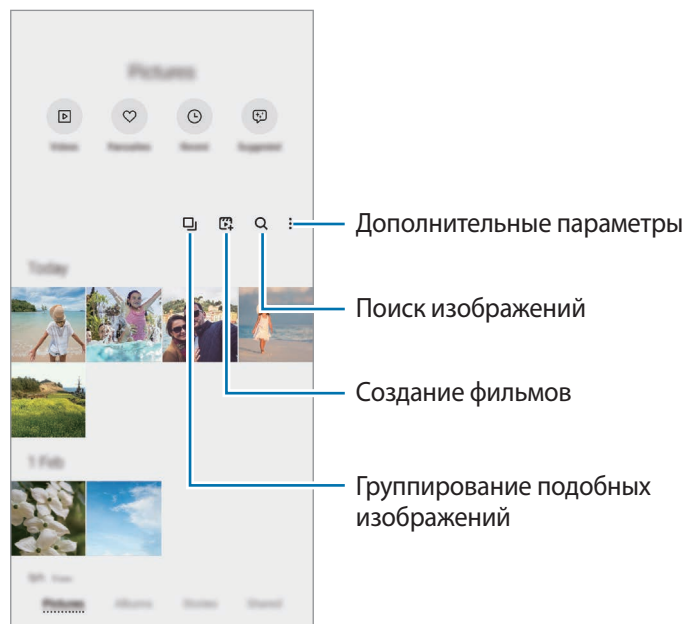 Pictures
Videos Favourites Recent Suggested
Дополнительные параметры
Today
Поиск изображений
Создание фильмов
1 Feb
Группирование подобных
изображений
Pictures Albums Stories Shared